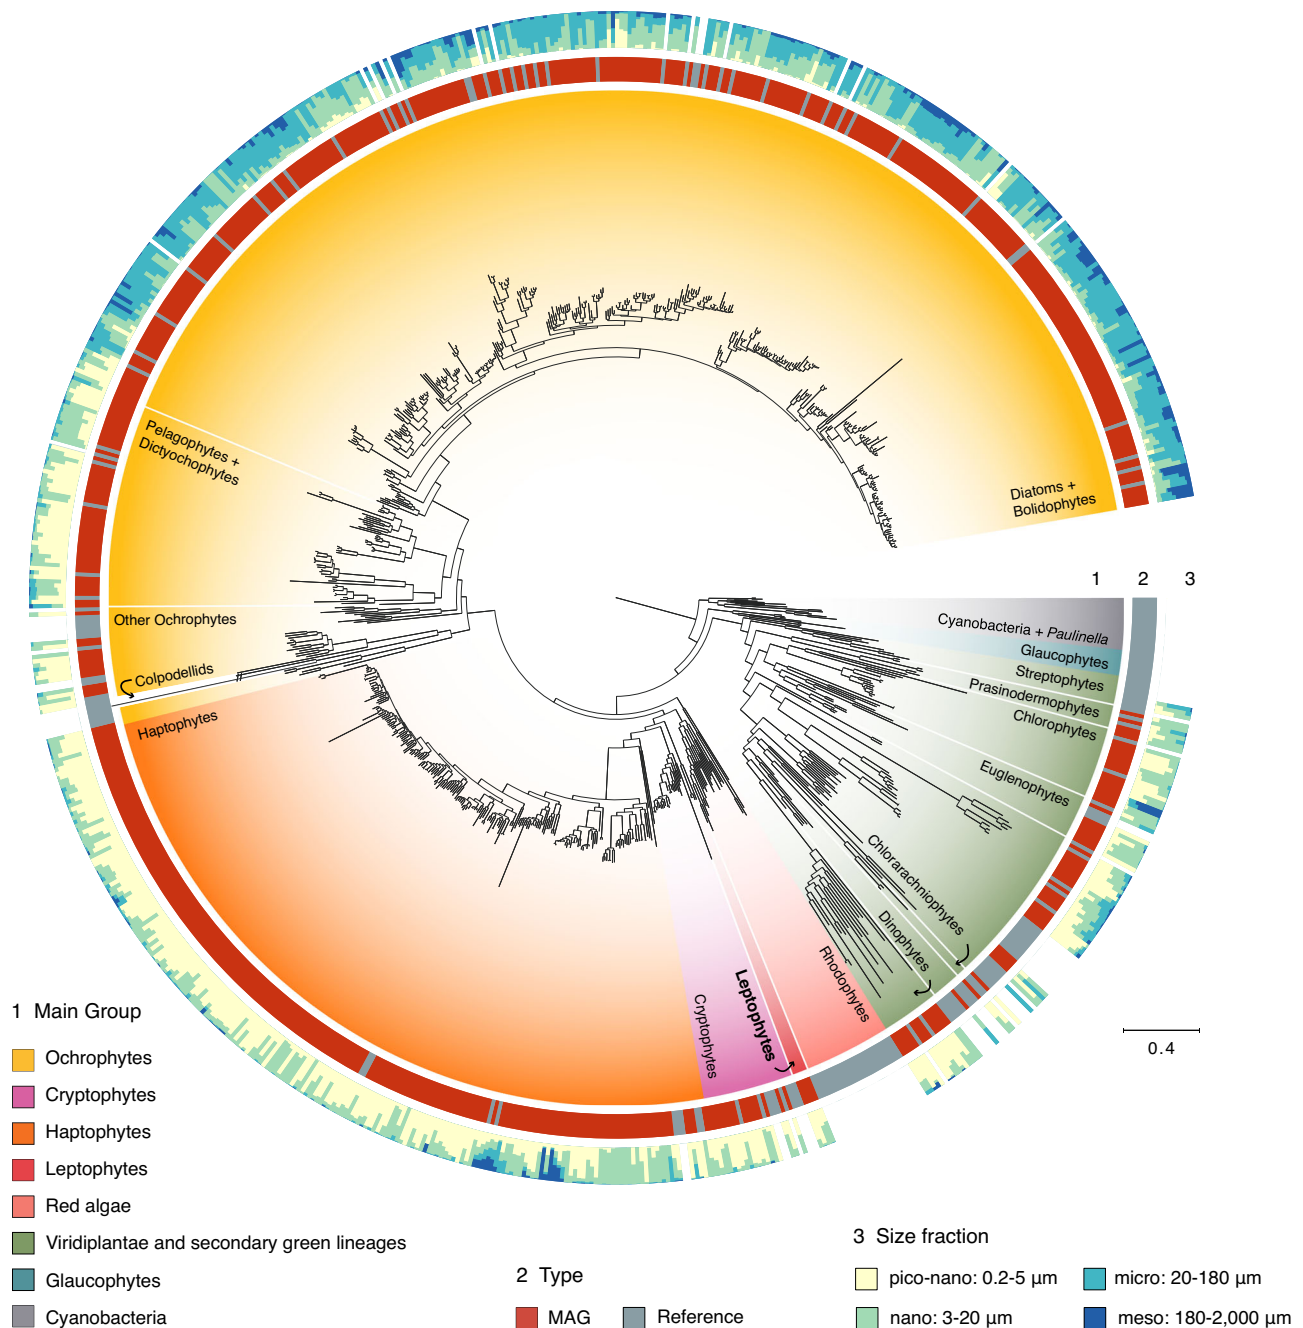 Pelagophytes +
Dictyochophytes
Diatoms +
Bolidophytes
1 2 3
Other Ochrophytes
Cyanobacteria + Paulinella
Glaucophytes
Streptophytes
Prasinodermophytes
Chlorophytes
Colpodellids
Haptophytes
Euglenophytes
Chlorarachniophytes
Dinophytes
Rhodophytes
Leptophytes
Cryptophytes
0.4
1 Main Group
Ochrophytes
Cryptophytes
Haptophytes
Leptophytes
Red algae
Viridiplantae and secondary green lineages
Glaucophytes
Cyanobacteria
2 Type
MAG
Reference
3 Size fraction
pico-nano: 0.2-5 µm
micro: 20-180 µm
nano: 3-20 µm
meso: 180-2,000 µm